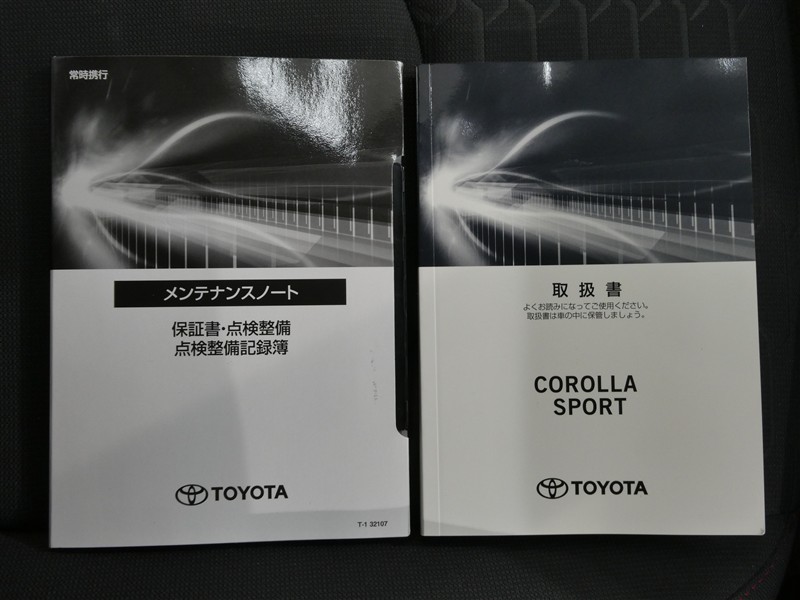 常時携行
メンテナンスノート
保証書・点検整備
点検整備記録簿
TOYOTA
T-1 32107
取扱書
よくお読みになってご使用ください。
取扱書は車の中に保管しましょう。
COROLLA
SPORT
TOYOTA